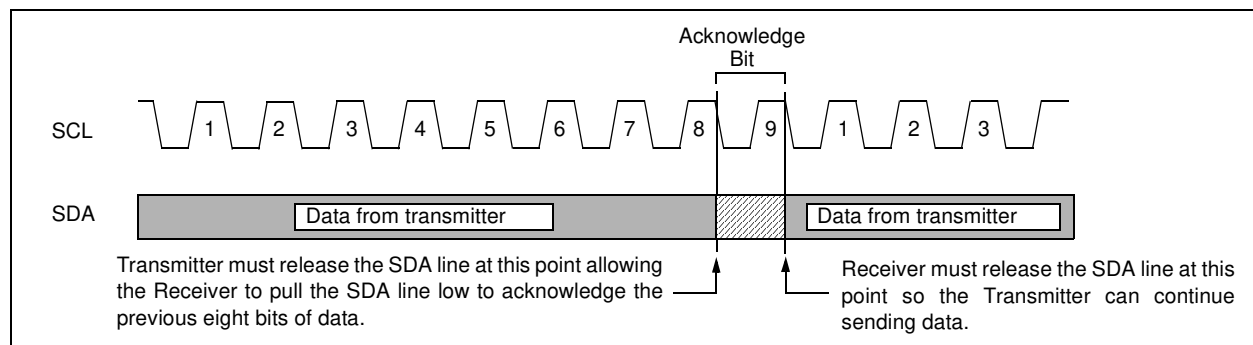 Acknowledge
Bit
SCL
1 2 3 4 5 6 7 8 9 1 2 3
SDA
Data from transmitter
Data from transmitter
Transmitter must release the SDA line at this point allowing
the Receiver to pull the SDA line low to acknowledge the
previous eight bits of data.
Receiver must release the SDA line at this
point so the Transmitter can continue
sending data.